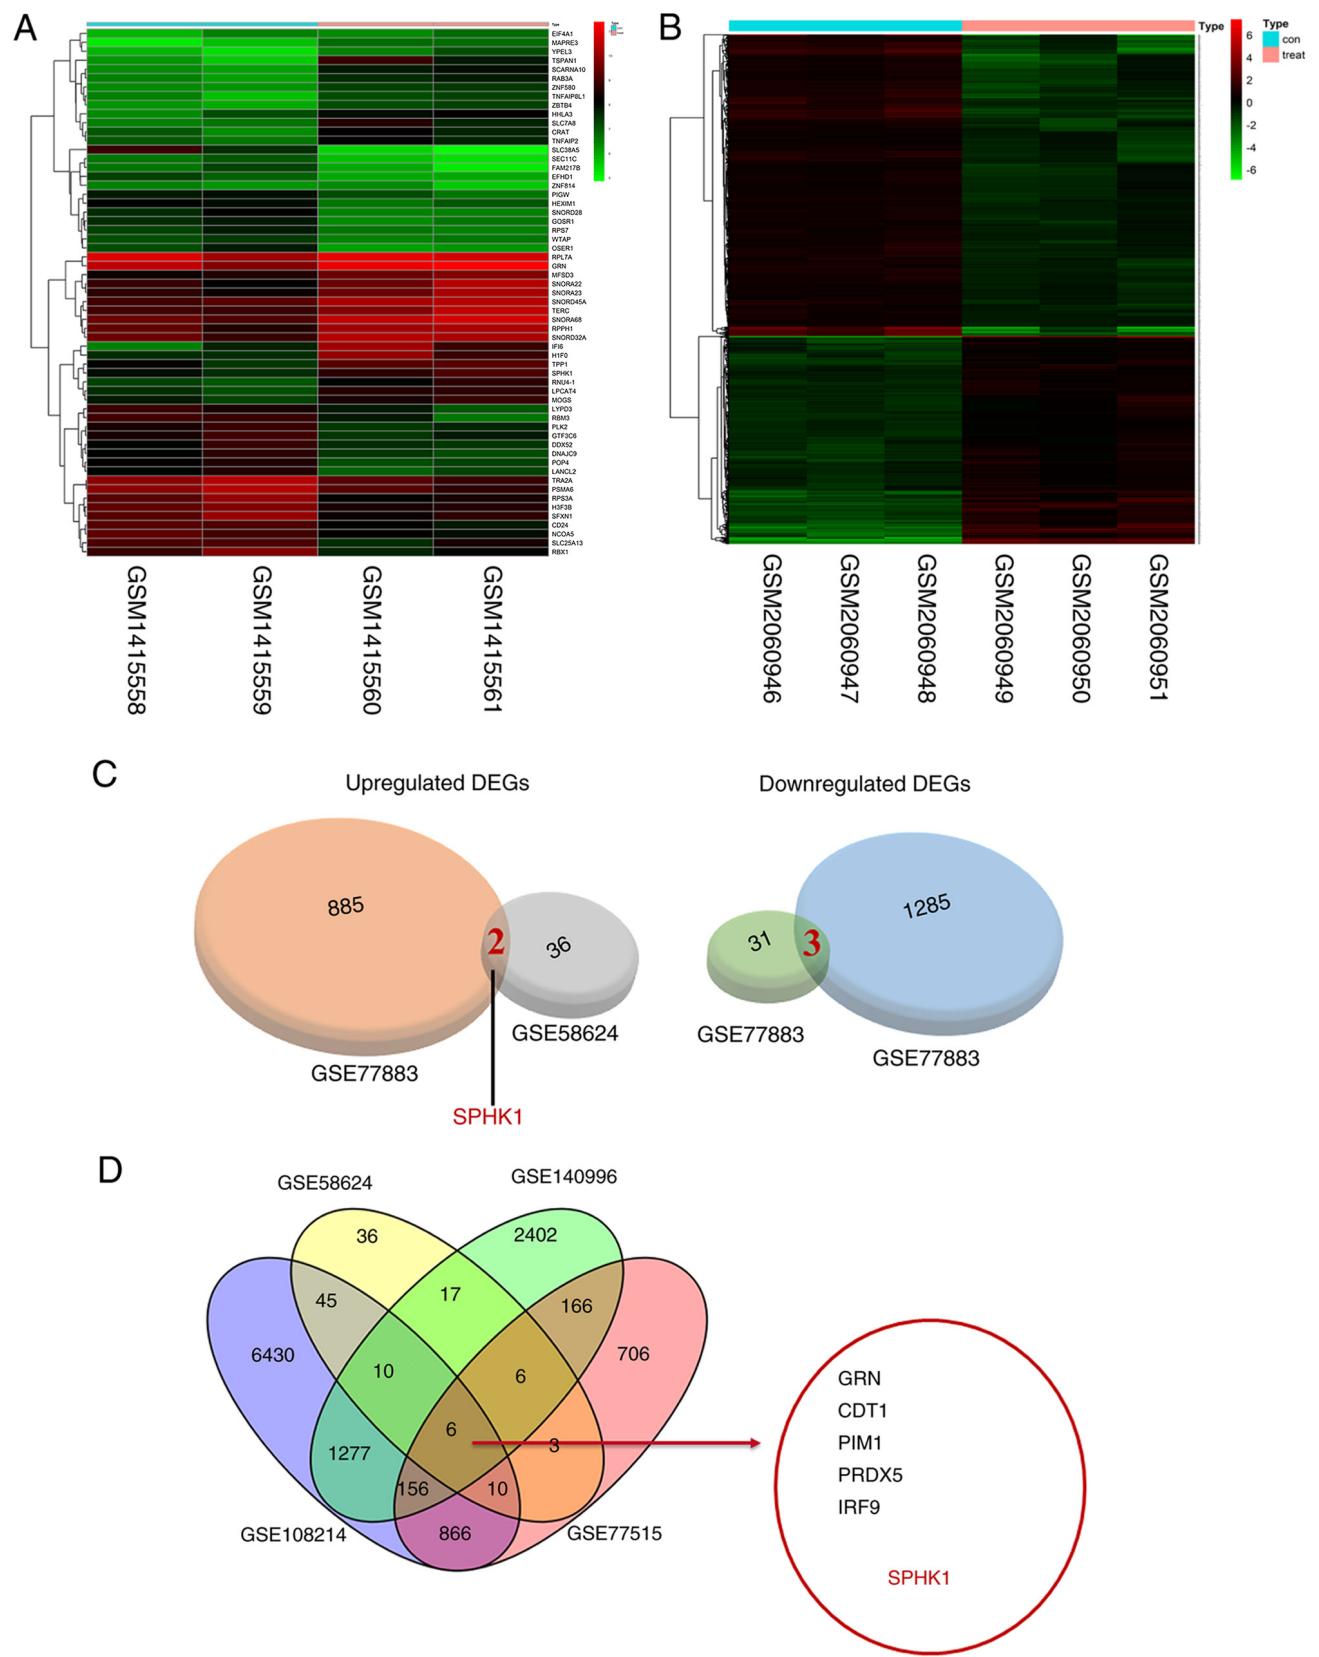 A
Type
Type
con
treat
EIF4A1
MAPRE3
YPEL3
TSPAN1
SCARNA10
RAB3A
ZNF580
TNFAIP8L1
ZBTB4
HHLA3
SLC7A8
CRAT
TNFAIP2
SLC38A5
SEC11C
FAM217B
EFHD1
ZNF814
PIGW
HEXIM1
SNORD28
GOSR1
RPS7
WTAP
OSER1
RPL7A
GRN
MFSD3
SNORA22
SNORA23
SNORD45A
TERC
SNORA68
RPPH1
SNORD32A
IFI6
H1F0
TPP1
SPHK1
RNU4-1
LPCAT4
MOGS
LYPD3
RBM3
PLK2
GTF3C6
DDX52
DNAJC9
POP4
LANCL2
TRA2A
PSMA6
RPS3A
H3F3B
SFXN1
CD24
NCOA5
SLC25A13
RBX1
GSM1415558
GSM1415559
GSM1415560
GSM1415561
B
Type
6
4
2
0
-2
-4
-6
Type
con
treat
GSM2060946
GSM2060947
GSM2060948
GSM2060949
GSM2060950
GSM2060951
C
Upregulated DEGs
885
2
36
GSE58624
GSE77883
SPHK1
Downregulated DEGs
31
3
1285
GSE77883
GSE77883
D
GSE58624
GSE140996
36
2402
45
17
166
6430
10
6
706
6
3
1277
156
10
866
GSE108214
GSE77515
GRN
CDT1
PIM1
PRDX5
IRF9
SPHK1